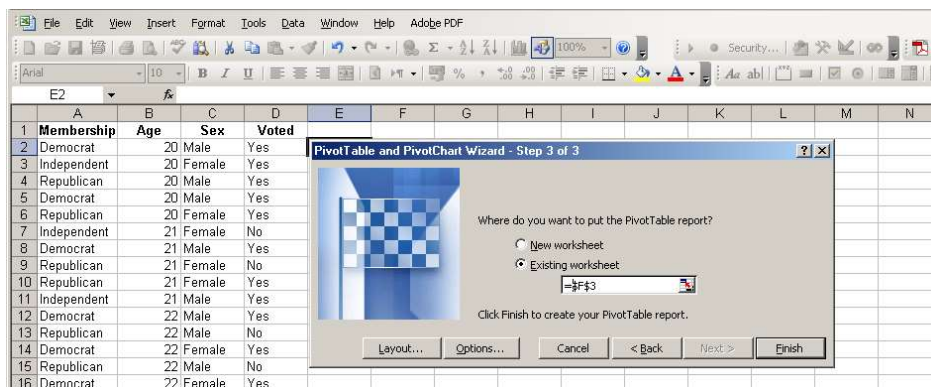 File Edit View Insert Format Tools Data Window Help Adobe PDF
100% Security...
Arial 10 B I U % , Aa ab|
E2 fx
A B C D E F G H I J K L M N
1 Membership Age Sex Voted
2 Democrat 20 Male Yes
3 Independent 20 Female Yes
4 Republican 20 Male Yes
5 Democrat 20 Male Yes
6 Republican 20 Female Yes
7 Independent 21 Female No
8 Democrat 21 Male Yes
9 Republican 21 Female No
10 Republican 21 Female Yes
11 Independent 21 Male Yes
12 Democrat 22 Male Yes
13 Republican 22 Male No
14 Democrat 22 Female Yes
15 Republican 22 Male No
16 Democrat 22 Female Yes
PivotTable and PivotChart Wizard - Step 3 of 3
Where do you want to put the PivotTable report?
New worksheet
Existing worksheet
=$F$3
Click Finish to create your PivotTable report.
Layout... Options... Cancel < Back Next > Finish